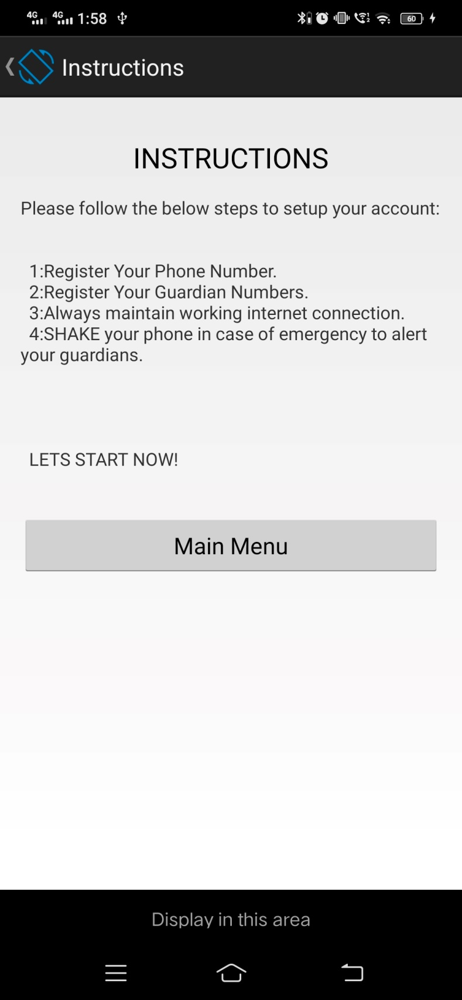 4G 4G 1:58 60
Instructions
INSTRUCTIONS
Please follow the below steps to setup your account:
1:Register Your Phone Number.
2:Register Your Guardian Numbers.
3:Always maintain working internet connection.
4:SHAKE your phone in case of emergency to alert
your guardians.
LETS START NOW!
Main Menu
Display in this area